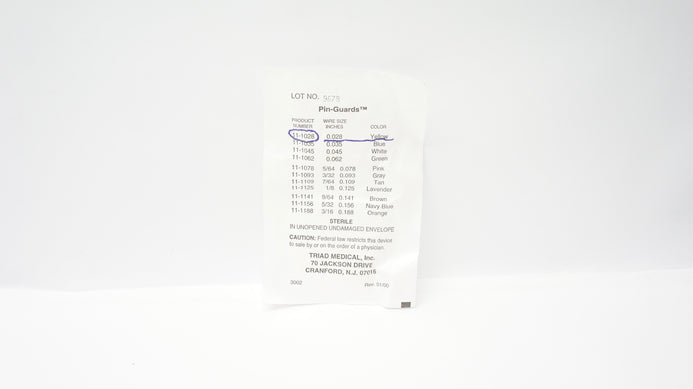 LOT NO. 5678
Pin-Guards™
PRODUCT NUMBER WIRE SIZE INCHES COLOR
11-1028 0.028 Yellow
11-1035 0.035 Blue
11-1045 0.045 White
11-1062 0.062 Green
11-1078 5/64 0.078 Pink
11-1093 3/32 0.093 Gray
11-1109 7/64 0.109 Tan
11-1125 1/8 0.125 Lavender
11-1141 9/64 0.141 Brown
11-1156 5/32 0.156 Navy Blue
11-1188 3/16 0.188 Orange
STERILE
IN UNOPENED UNDAMAGED ENVELOPE
CAUTION: Federal law restricts this device
to sale by or on the order of a physician.
TRIAD MEDICAL, Inc.
70 JACKSON DRIVE
CRANFORD, N.J. 07016
3002 Rev. 01/00